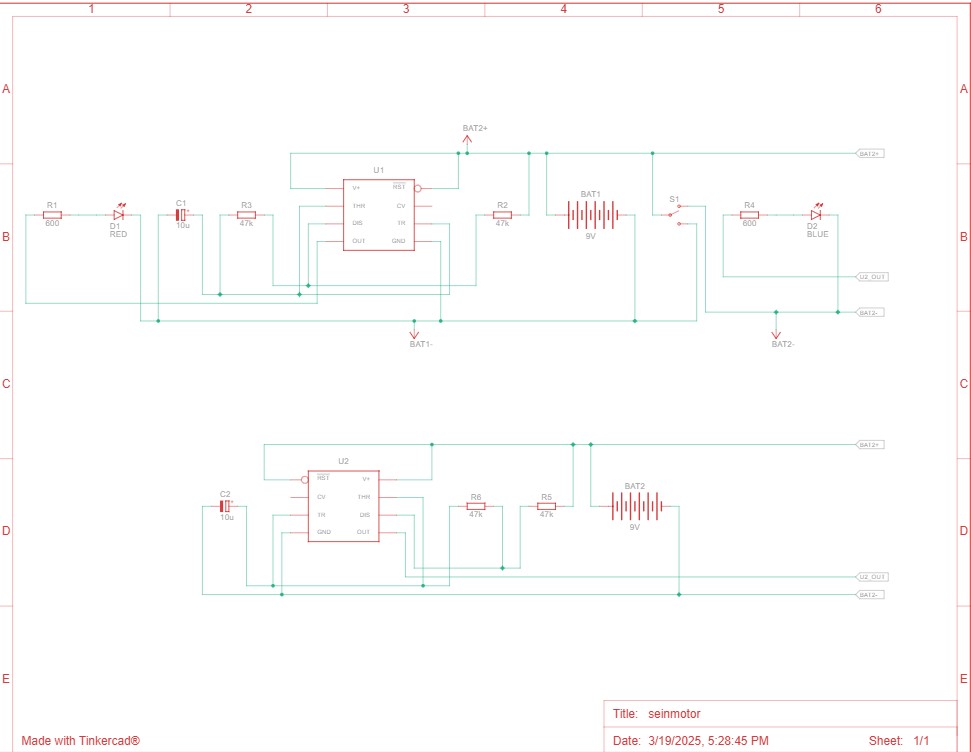 1 2 3 4 5 6
A A
BAT2+
BAT2+
U1
V+ RST
THR CV
DIS TR
OUT GND
R1
600
D1
RED
C1
10u
R3
47k
R2
47k
BAT1
9V
S1
R4
600
D2
BLUE
B B
U2_OUT
BAT2-
BAT1-
BAT2-
C C
BAT2+
U2
RST V+
CV THR
TR DIS
GND OUT
C2
10u
R6
47k
R5
47k
BAT2
9V
D D
U2_OUT
BAT2-
E E
Title: seinmotor
Made with Tinkercad®
Date: 3/19/2025, 5:28:45 PM Sheet: 1/1